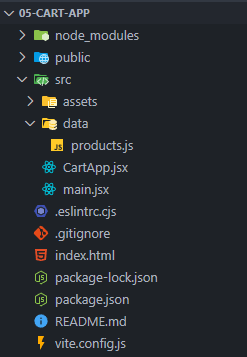 05-CART-APP
node_modules
public
src
assets
data
products.js
CartApp.jsx
main.jsx
.eslintrc.cjs
.gitignore
index.html
package-lock.json
package.json
README.md
vite.config.js